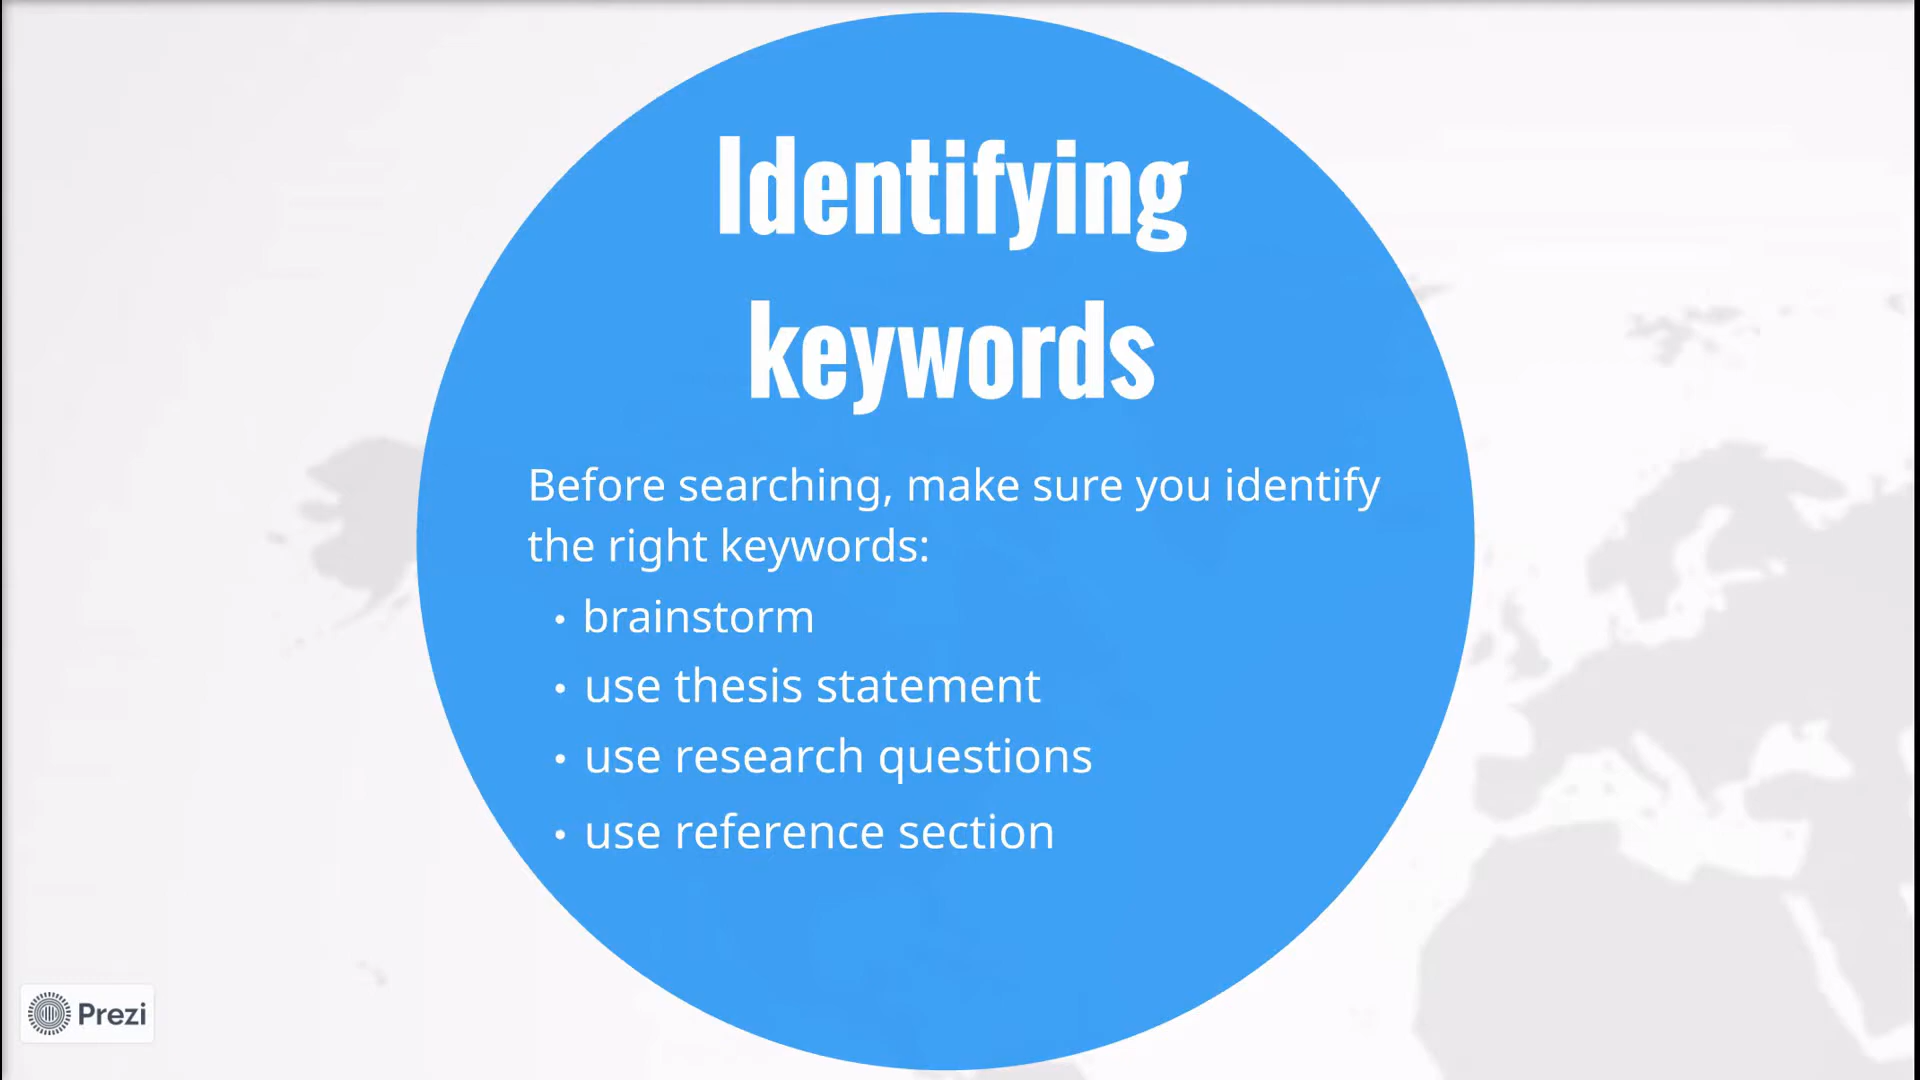 Identifying
keywords
Before searching, make sure you identify
the right keywords:
• brainstorm
• use thesis statement
• use research questions
• use reference section
Prezi